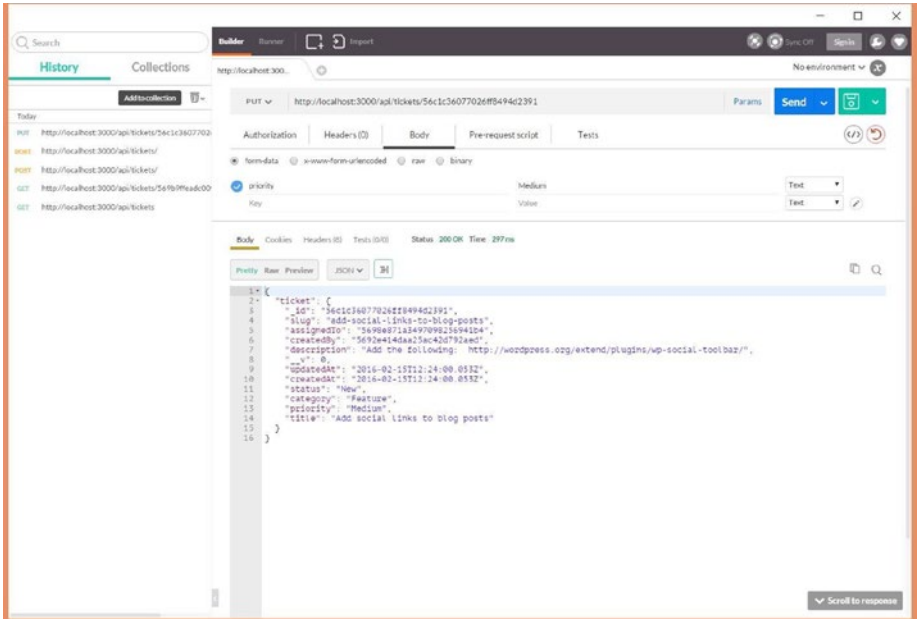 Search
History Collections
Add to collection
Today
PUT http://localhost:3000/api/tickets/56c1c3607702
POST http://localhost:3000/api/tickets/
POST http://localhost:3000/api/tickets/
GET http://localhost:3000/api/tickets/569b9ffeadc00
GET http://localhost:3000/api/tickets
Builder Runner Import Sync Off Sign in
http://localhost:300... No environment
PUT http://localhost:3000/api/tickets/56c1c36077026ff8494d2391 Params Send
Authorization Headers (0) Body Pre-request script Tests
form-data x-www-form-urlencoded raw binary
priority Medium Text
Key Value Text
Body Cookies Headers (6) Tests (0/0) Status 200 OK Time 297 ms
Pretty Raw Preview JSON
1 {
2 "ticket": {
3 "_id": "56c1c36077026ff8494d2391",
4 "slug": "add-social-links-to-blog-posts",
5 "assignedTo": "5698e871a3497098256941b4",
6 "createdBy": "5692e414daa25ac42d792aed",
7 "description": "Add the following: http://wordpress.org/extend/plugins/wp-social-toolbar/",
8 "__v": 0,
9 "updatedAt": "2016-02-15T12:24:00.053Z",
10 "createdAt": "2016-02-15T12:24:00.053Z",
11 "status": "New",
12 "category": "Feature",
13 "priority": "Medium",
14 "title": "Add social links to blog posts"
15 }
16 }
Scroll to response